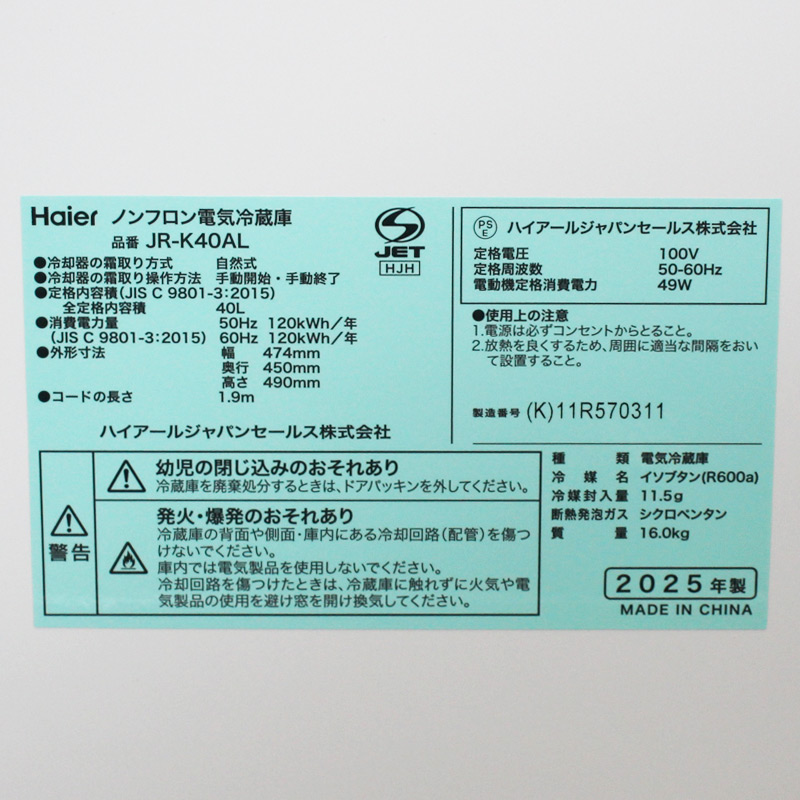 Haier ノンフロン電気冷蔵庫
品番 JR-K40AL
●冷却器の霜取り方式 自然式
●冷却器の霜取り操作方法 手動開始・手動終了
●定格内容積(JIS C 9801-3:2015)
全定格内容積 40L
●消費電力量 50Hz 120kWh/年
(JIS C 9801-3:2015) 60Hz 120kWh/年
●外形寸法 幅 474mm
奥行 450mm
高さ 490mm
●コードの長さ 1.9m
ハイアールジャパンセールス株式会社
S
JET
HJH
PS
E
ハイアールジャパンセールス株式会社
定格電圧 100V
定格周波数 50-60Hz
電動機定格消費電力 49W
●使用上の注意
1.電源は必ずコンセントからとること。
2.放熱を良くするため、周囲に適当な間隔をおい
て設置すること。
製造番号 (K)11R570311
警告
幼児の閉じ込めのおそれあり
冷蔵庫を廃棄処分するときは、ドアパッキンを外してください。
発火・爆発のおそれあり
冷蔵庫の背面や側面・庫内にある冷却回路(配管)を傷つ
けないでください。
庫内では電気製品を使用しないでください。
冷却回路を傷つけたときは、冷蔵庫に触れずに火気や電
気製品の使用を避け窓を開け換気してください。
種類 電気冷蔵庫
冷媒名 イソブタン(R600a)
冷媒封入量 11.5g
断熱発泡ガス シクロペンタン
質量 16.0kg
2025年製
MADE IN CHINA